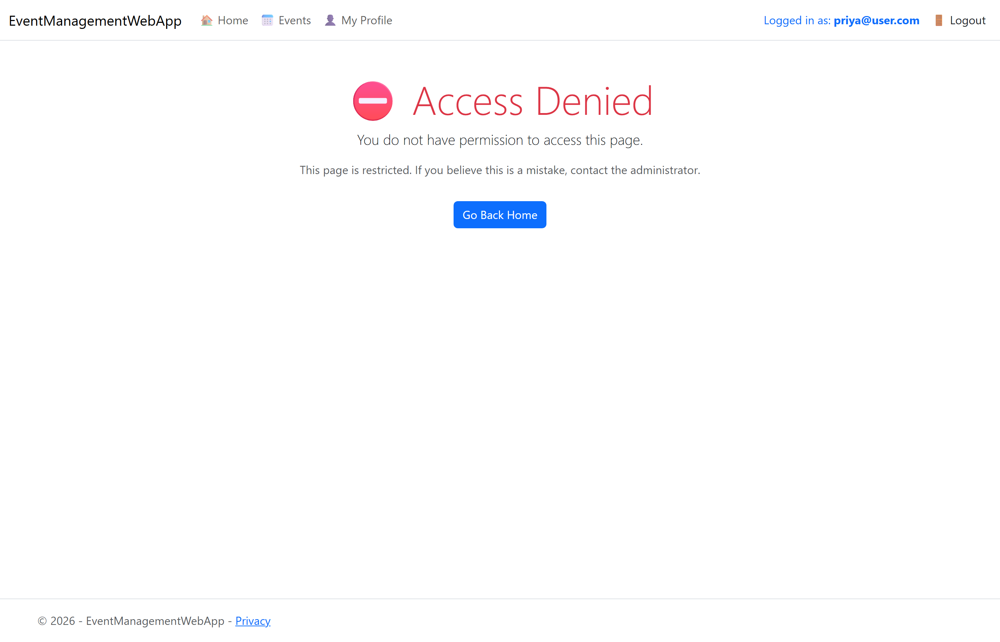 EventManagementWebApp Home Events My Profile Logged in as: priya@user.com Logout
Access Denied
You do not have permission to access this page.
This page is restricted. If you believe this is a mistake, contact the administrator.
Go Back Home
© 2026 - EventManagementWebApp - Privacy